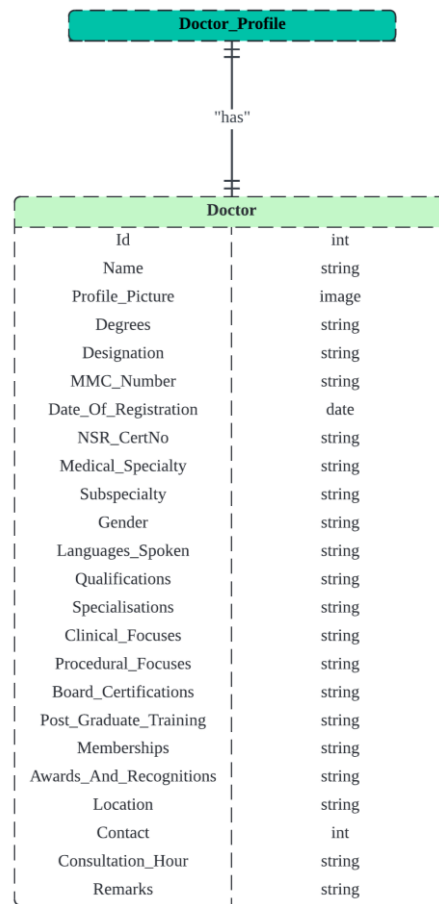 Doctor_Profile
"has"
Doctor
Id int
Name string
Profile_Picture image
Degrees string
Designation string
MMC_Number string
Date_Of_Registration date
NSR_CertNo string
Medical_Specialty string
Subspecialty string
Gender string
Languages_Spoken string
Qualifications string
Specialisations string
Clinical_Focuses string
Procedural_Focuses string
Board_Certifications string
Post_Graduate_Training string
Memberships string
Awards_And_Recognitions string
Location string
Contact int
Consultation_Hour string
Remarks string